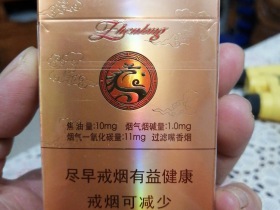 焦油量:10mg 烟气烟碱量:1.0mg
烟气一氧化碳量:11mg 过滤嘴香烟
尽早戒烟有益健康
戒烟可减少